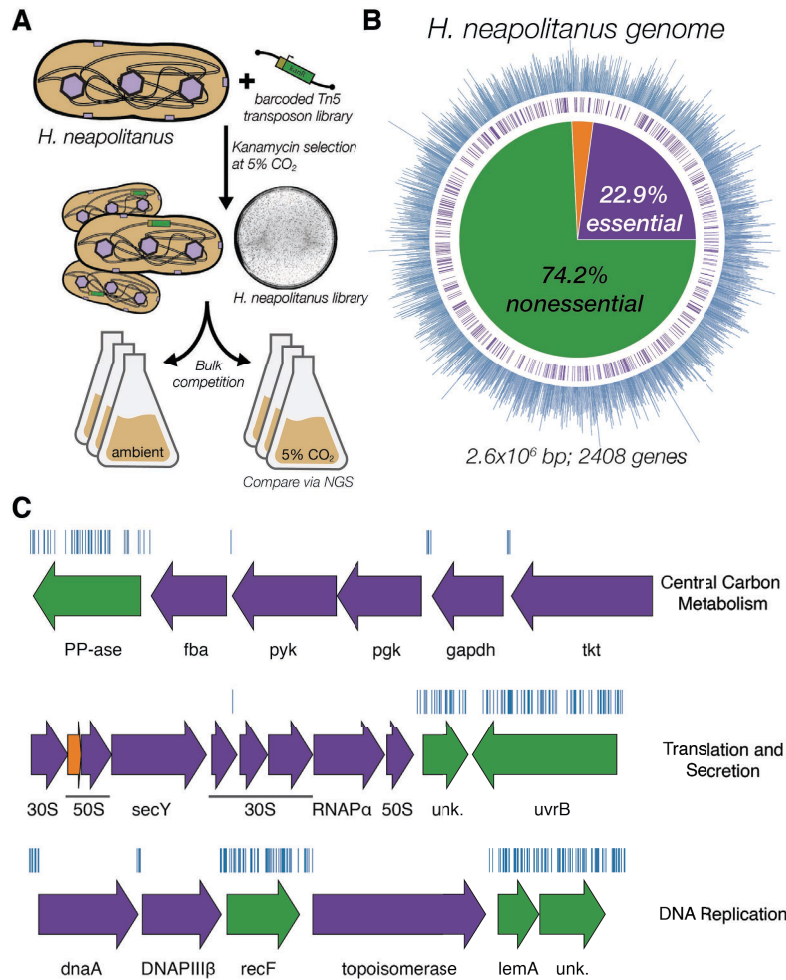 A
H. neapolitanus
kanR
barcoded Tn5
transposon library
Kanamycin selection
at 5% CO₂
H. neapolitanus library
Bulk
competition
ambient
5% CO₂
Compare via NGS
B
H. neapolitanus genome
22.9%
essential
74.2%
nonessential
2.6x10⁶ bp; 2408 genes
C
Central Carbon
Metabolism
PP-ase fba pyk pgk gapdh tkt
Translation and
Secretion
30S 50S secY 30S RNAPα 50S unk. uvrB
DNA Replication
dnaA DNAPIIIβ recF topoisomerase lemA unk.